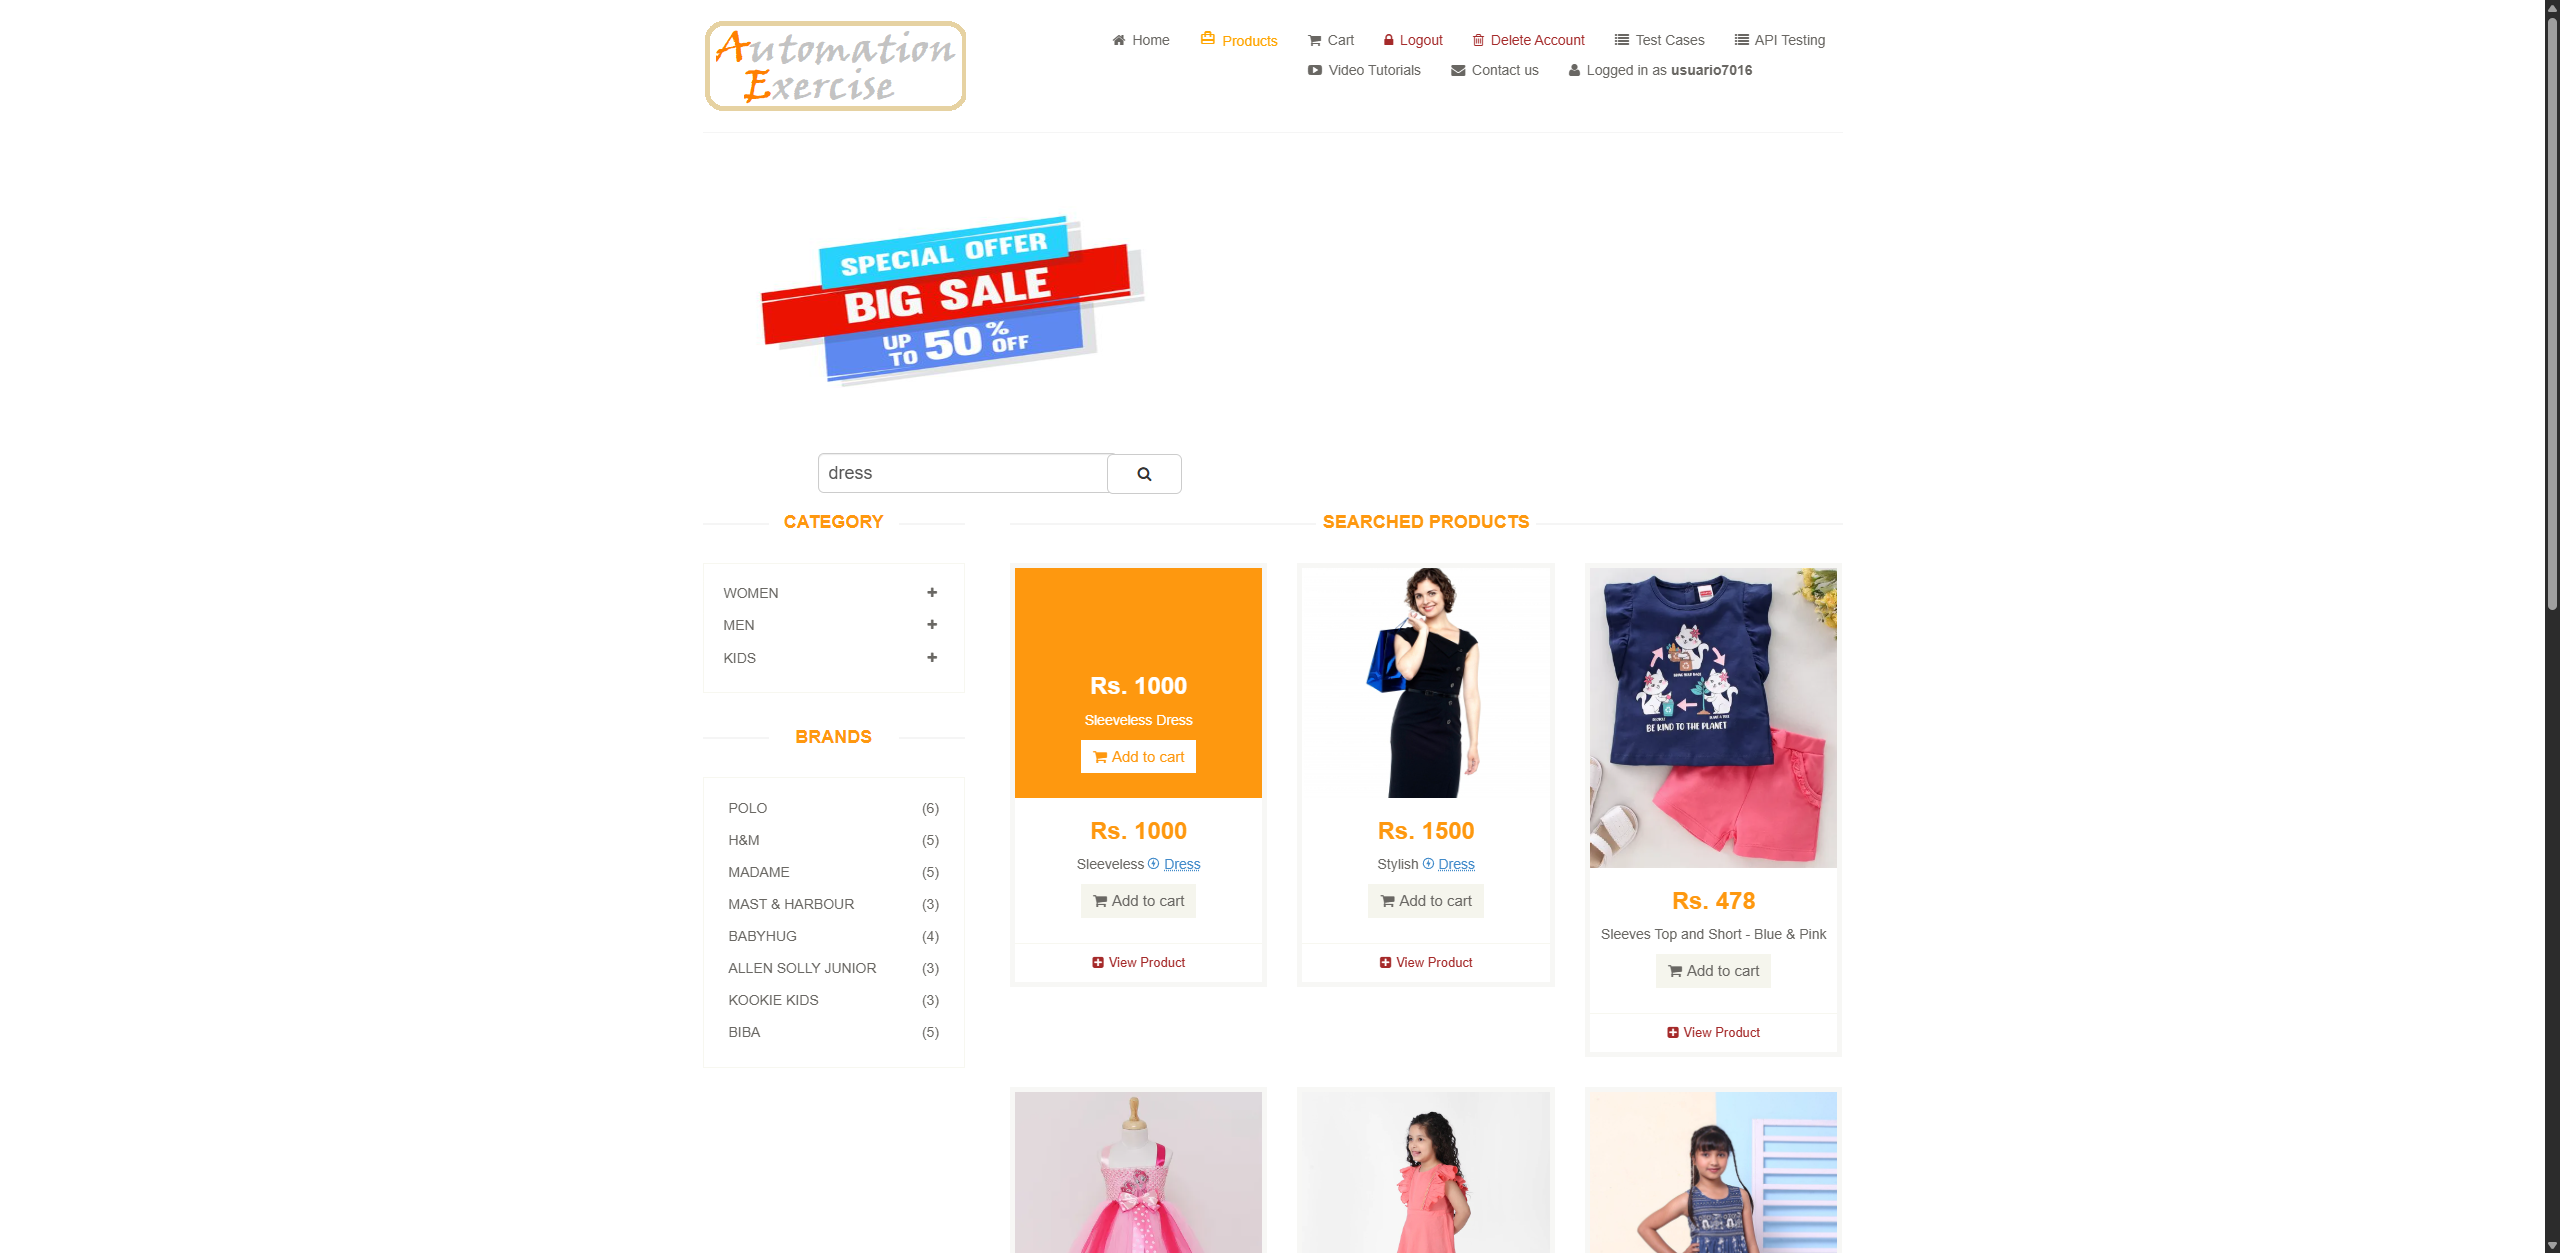 Automation
Exercise
Home
Products
Cart
Logout
Delete Account
Test Cases
API Testing
Video Tutorials
Contact us
Logged in as usuario7016
SPECIAL OFFER
BIG SALE
UP TO 50% OFF
dress
CATEGORY
WOMEN
MEN
KIDS
BRANDS
POLO (6)
H&M (5)
MADAME (5)
MAST & HARBOUR (3)
BABYHUG (4)
ALLEN SOLLY JUNIOR (3)
KOOKIE KIDS (3)
BIBA (5)
SEARCHED PRODUCTS
Rs. 1000
Sleeveless Dress
Add to cart
Rs. 1000
Sleeveless Dress
Add to cart
View Product
Rs. 1500
Stylish Dress
Add to cart
View Product
BE KIND TO THE PLANET
Rs. 478
Sleeves Top and Short - Blue & Pink
Add to cart
View Product